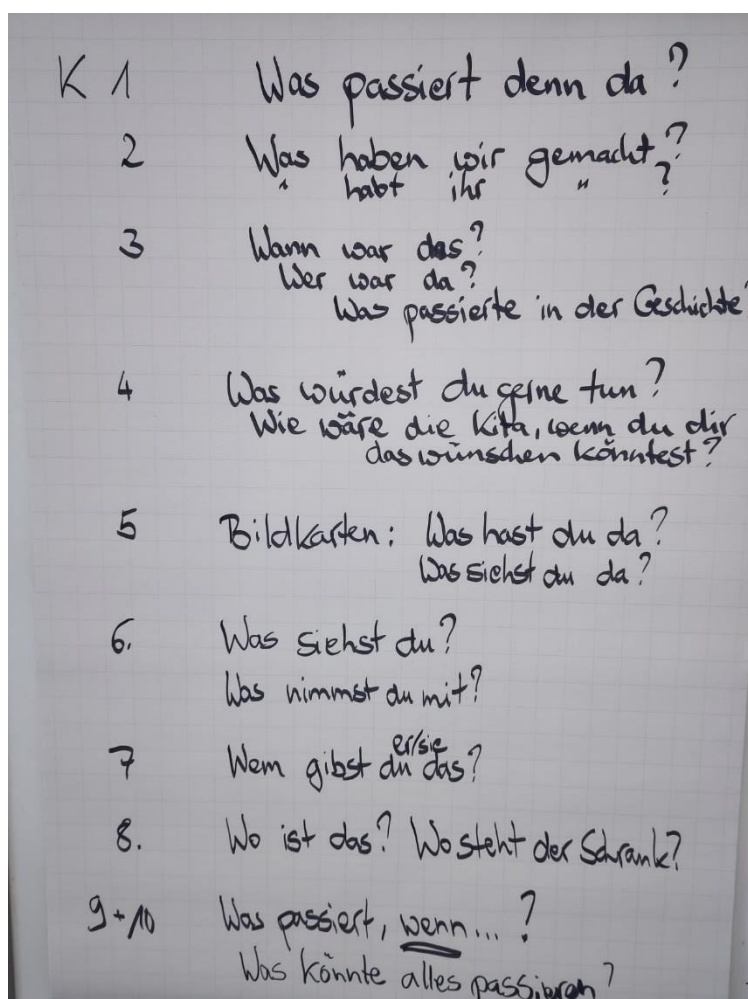 K 1 Was passiert denn da?
2 Was haben wir gemacht?
" habt ihr " ?
3 Wann war das?
Wer war da?
Was passierte in der Geschichte
4 Was würdest du gerne tun?
Wie wäre die Kita, wenn du dir
das wünschen könntest?
5 Bildkarten: Was hast du da?
Was siehst du da?
6. Was siehst du?
Was nimmst du mit?
er/sie
7 Wem gibst du das?
8. Wo ist das? Wo steht der Schrank?
9+10 Was passiert, wenn...?
Was könnte alles passieren?